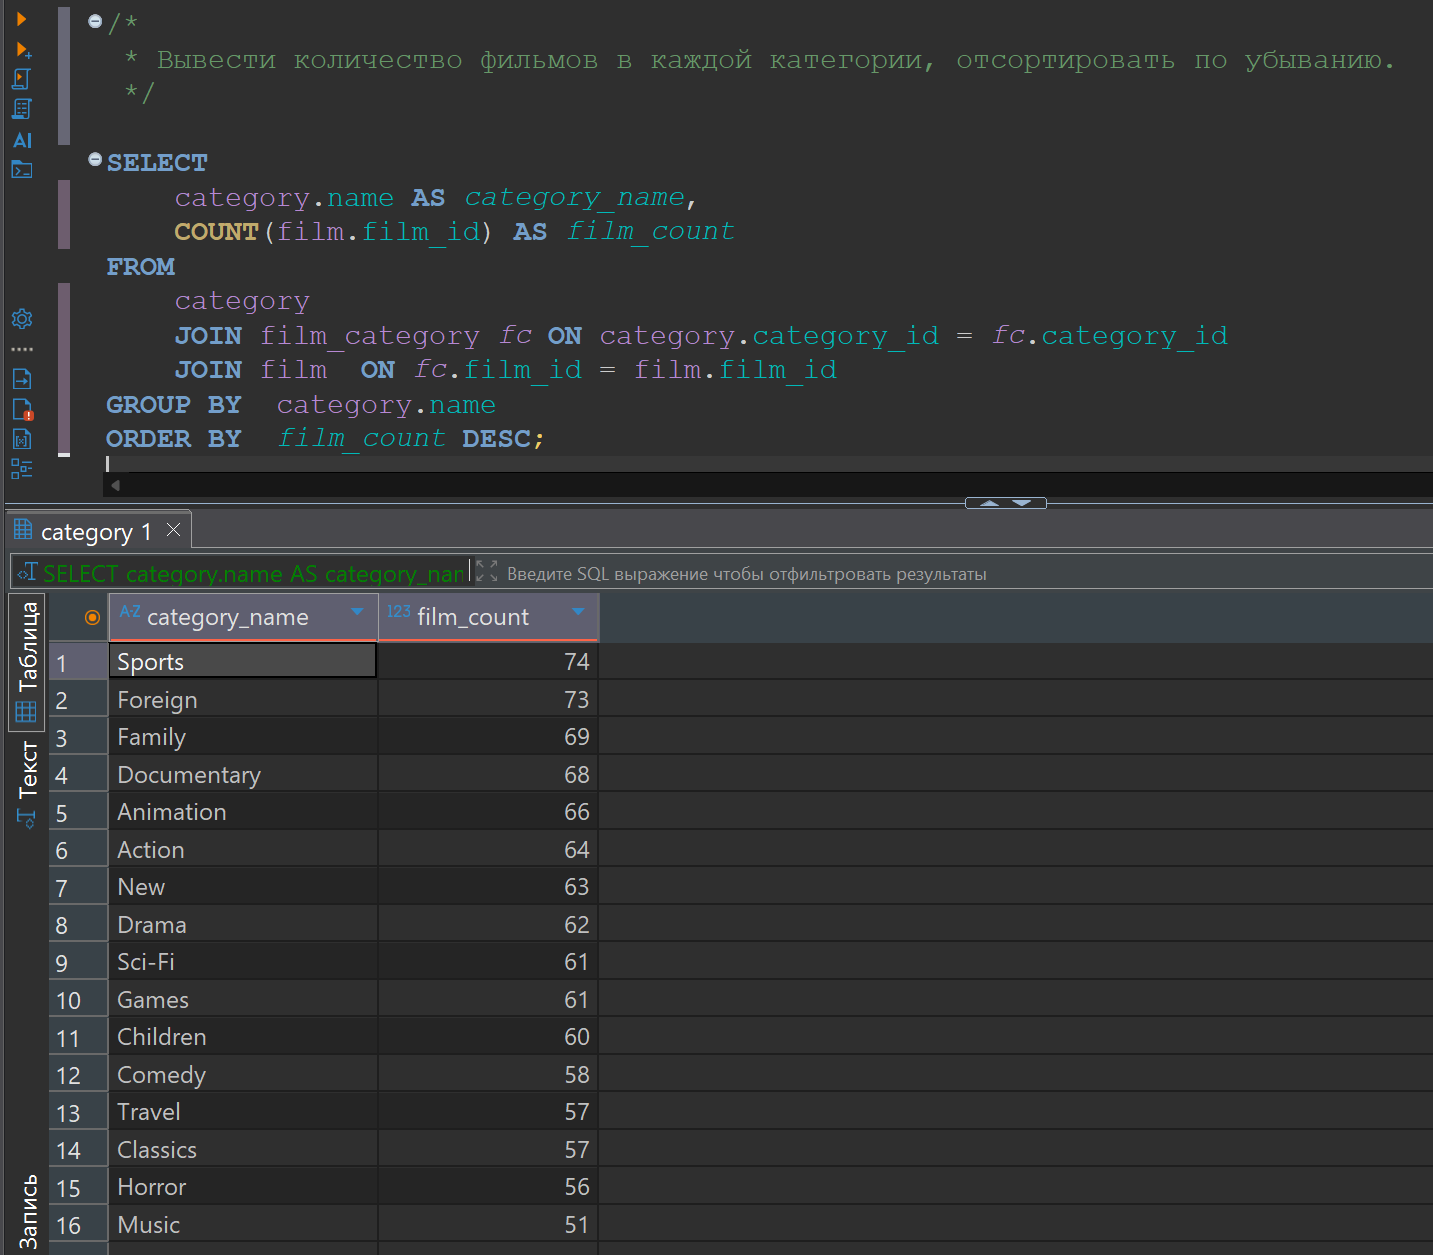 /*
* Вывести количество фильмов в каждой категории, отсортировать по убыванию.
*/
SELECT
category.name AS category_name,
COUNT(film.film_id) AS film_count
FROM
category
JOIN film_category fc ON category.category_id = fc.category_id
JOIN film  ON fc.film_id = film.film_id
GROUP BY  category.name
ORDER BY  film_count DESC;
AI
category 1
SELECT category.name AS category_nam
Введите SQL выражение чтобы отфильтровать результаты
Таблица
Текст
Запись
A-Z category_name 123 film_count
1 Sports 74
2 Foreign 73
3 Family 69
4 Documentary 68
5 Animation 66
6 Action 64
7 New 63
8 Drama 62
9 Sci-Fi 61
10 Games 61
11 Children 60
12 Comedy 58
13 Travel 57
14 Classics 57
15 Horror 56
16 Music 51